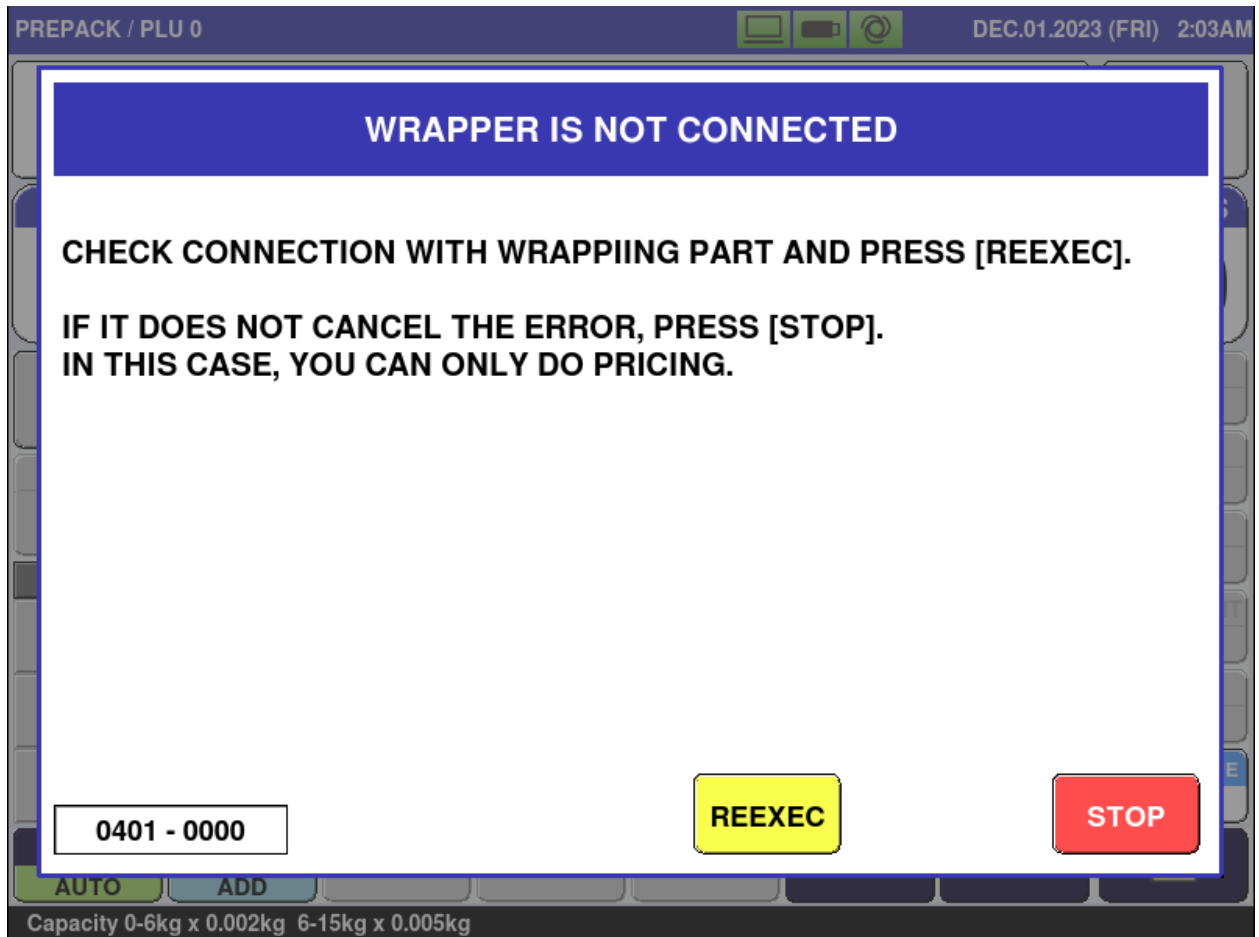 PREPACK / PLU 0
DEC.01.2023 (FRI) 2:03AM
WRAPPER IS NOT CONNECTED
CHECK CONNECTION WITH WRAPPIING PART AND PRESS [REEXEC].
IF IT DOES NOT CANCEL THE ERROR, PRESS [STOP].
IN THIS CASE, YOU CAN ONLY DO PRICING.
0401 - 0000
REEXEC
STOP
AUTO
ADD
Capacity 0-6kg x 0.002kg 6-15kg x 0.005kg